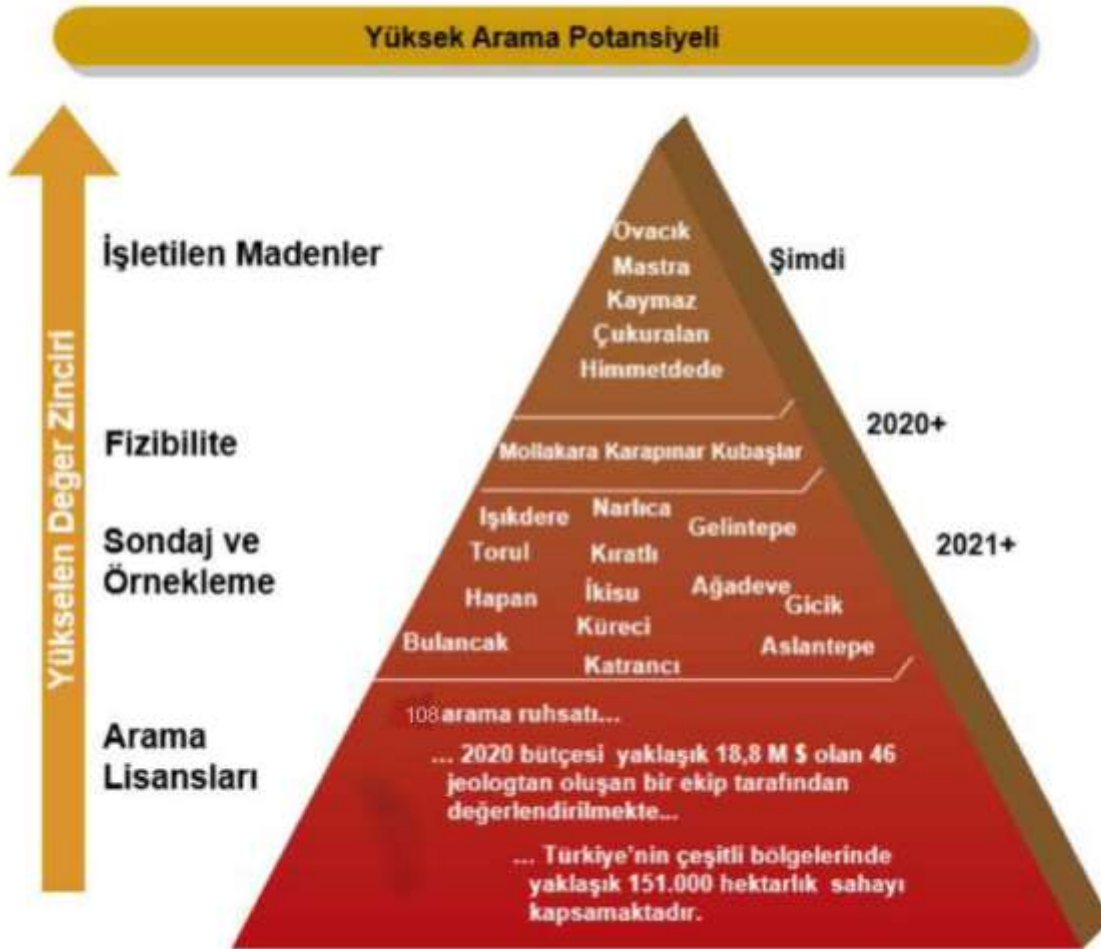 Yüksek Arama Potansiyeli
Yükselen Değer Zinciri
İşletilen Madenler
Ovacık
Mastra
Kaymaz
Çukuralan
Himmetdede
Şimdi
Fizibilite
Mollakara Karapınar Kubaşlar
2020+
Sondaj ve
Örnekleme
Işıkdere Narlıca Gelintepe
Torul Kıratlı
Hapan İkisu Ağadeve Gicik
Bulancak Küreci Aslantepe
Katrancı
2021+
Arama
Lisansları
108 arama ruhsatı...
... 2020 bütçesi yaklaşık 18,8 M $ olan 46
jeologtan oluşan bir ekip tarafından
değerlendirilmekte...
... Türkiye'nin çeşitli bölgelerinde
yaklaşık 151.000 hektarlık sahayı
kapsamaktadır.